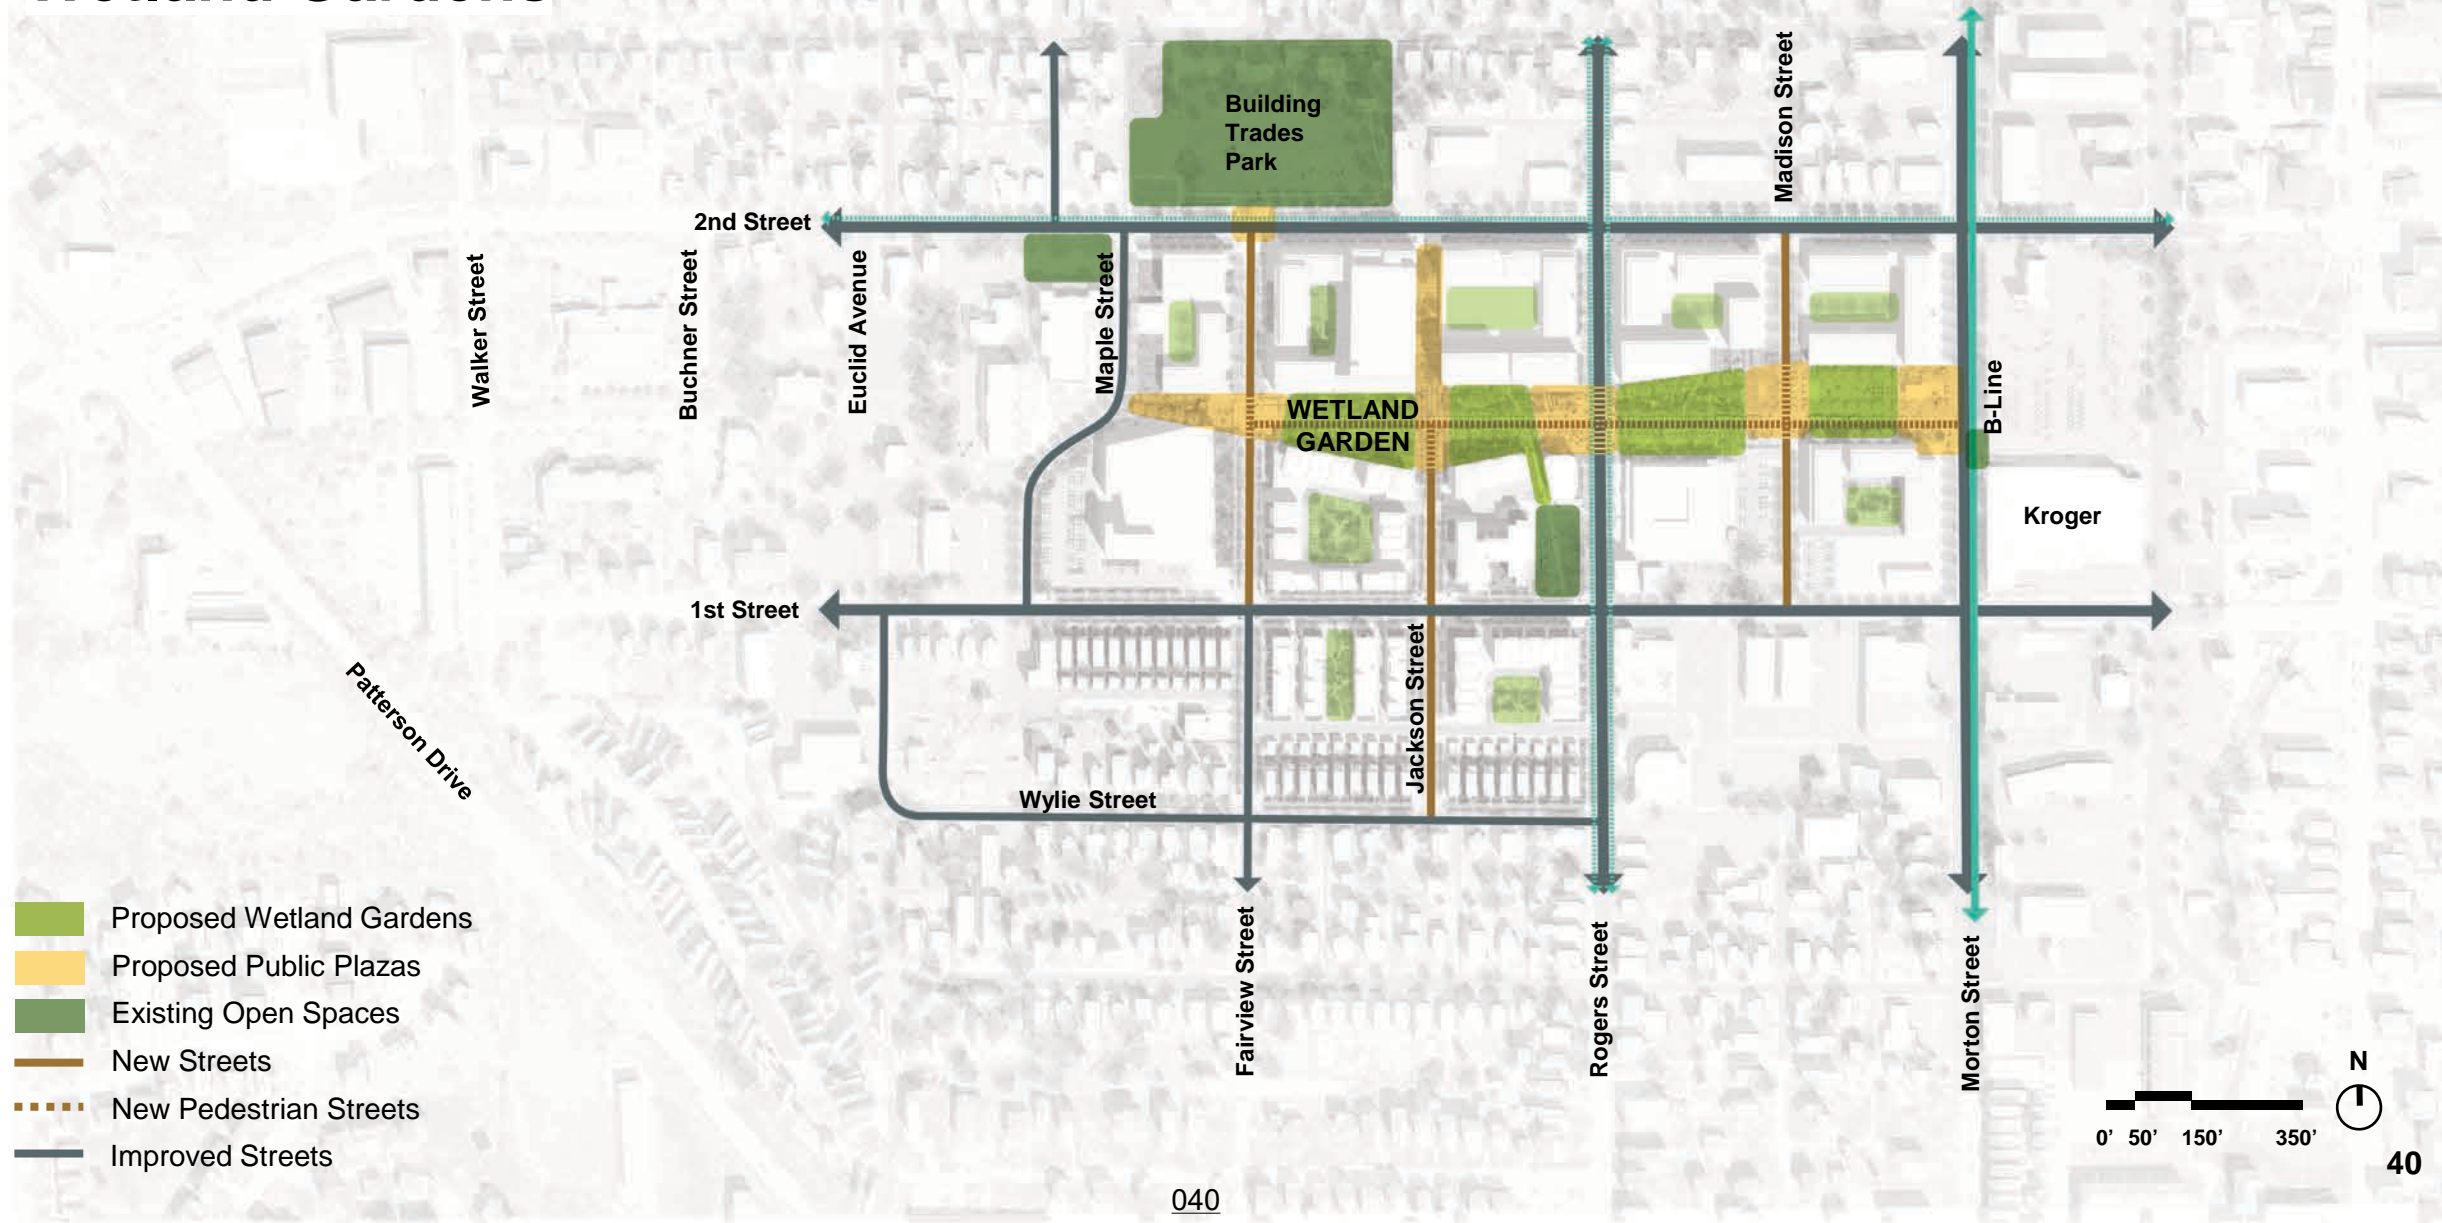 Building
Trades
Park
Madison Street
2nd Street
Walker Street
Buchner Street
Euclid Avenue
Maple Street
WETLAND
GARDEN
B-Line
Kroger
1st Street
Patterson Drive
Jackson Street
Wylie Street
Fairview Street
Rogers Street
Morton Street
Proposed Wetland Gardens
Proposed Public Plazas
Existing Open Spaces
New Streets
New Pedestrian Streets
Improved Streets
N
0' 50' 150' 350'
40
040